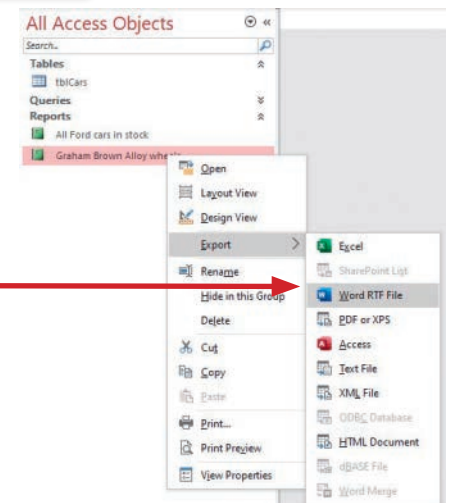 All Access Objects
Search..
Tables
tblCars
Queries
Reports
All Ford cars in stock
Graham Brown Alloy
Open
Layout View
Design View
Export
Rename
Hide in this Group
Delete
Cut
Copy
Paste
Print...
Print Preview
View Properties
Excel
SharePoint List
Word RTF File
PDF or XPS
Access
Text File
XML File
ODBC Database
HTML Document
dBASE File
Word Merge